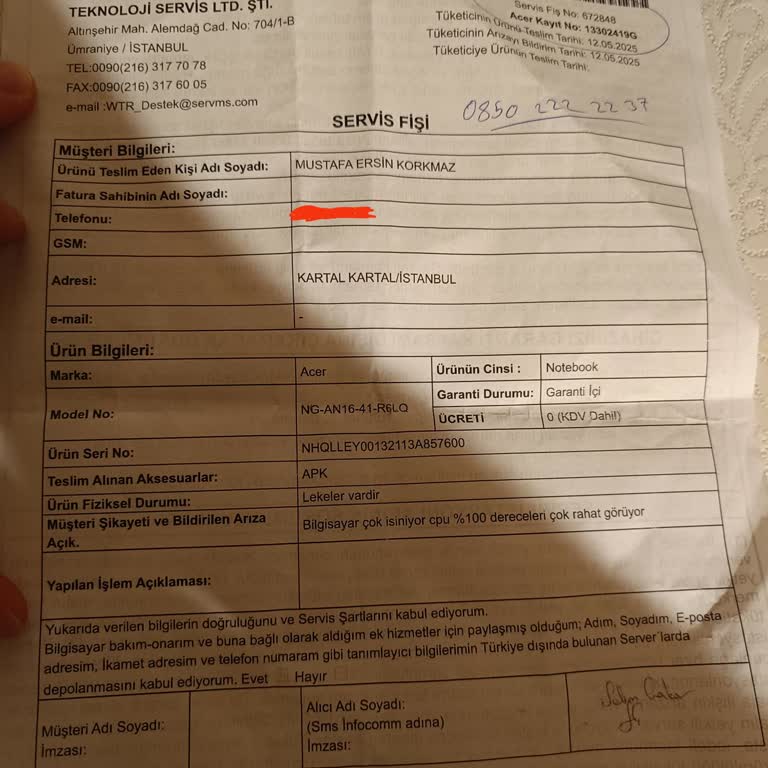 TEKNOLOJİ SERVİS LTD. ŞTİ.
Altınşehir Mah. Alemdağ Cad. No: 704/1-B
Ümraniye / İSTANBUL
TEL:0090(216) 317 70 78
FAX:0090(216) 317 60 05
e-mail :WTR_Destek@servms.com
Servis Fiş No: 672848
Acer Kayıt No: 13302419G
Tüketicinin Ürünü Teslim Tarihi: 12.05.2025
Tüketicinin Arızayı Bildirim Tarihi: 12.05.2025
Tüketiciye Ürünün Teslim Tarihi:
SERVİS FİŞİ
0850 222 22 37
Müşteri Bilgileri:
Ürünü Teslim Eden Kişi Adı Soyadı: MUSTAFA ERSİN KORKMAZ
Fatura Sahibinin Adı Soyadı:
Telefonu:
GSM:
Adresi: KARTAL KARTAL/İSTANBUL
e-mail: -
Ürün Bilgileri:
Marka: Acer Ürünün Cinsi : Notebook
Model No: NG-AN16-41-R6LQ Garanti Durumu: Garanti İçi
ÜCRETİ 0 (KDV Dahil)
Ürün Seri No: NHQLLEY00132113A857600
Teslim Alınan Aksesuarlar: APK
Ürün Fiziksel Durumu: Lekeler vardir
Müşteri Şikayeti ve Bildirilen Arıza Açık. Bilgisayar çok isiniyor cpu %100 dereceleri çok rahat görüyor
Yapılan İşlem Açıklaması:
Yukarıda verilen bilgilerin doğruluğunu ve Servis Şartlarını kabul ediyorum.
Bilgisayar bakım-onarım ve buna bağlı olarak aldığım ek hizmetler için paylaşmış olduğum; Adım, Soyadım, E-posta
adresim, İkamet adresim ve telefon numaram gibi tanımlayıcı bilgilerimin Türkiye dışında bulunan Server'larda
depolanmasını kabul ediyorum. Evet Hayır
Müşteri Adı Soyadı:
İmzası:
Alıcı Adı Soyadı:
(Sms Infocomm adına)
İmzası: